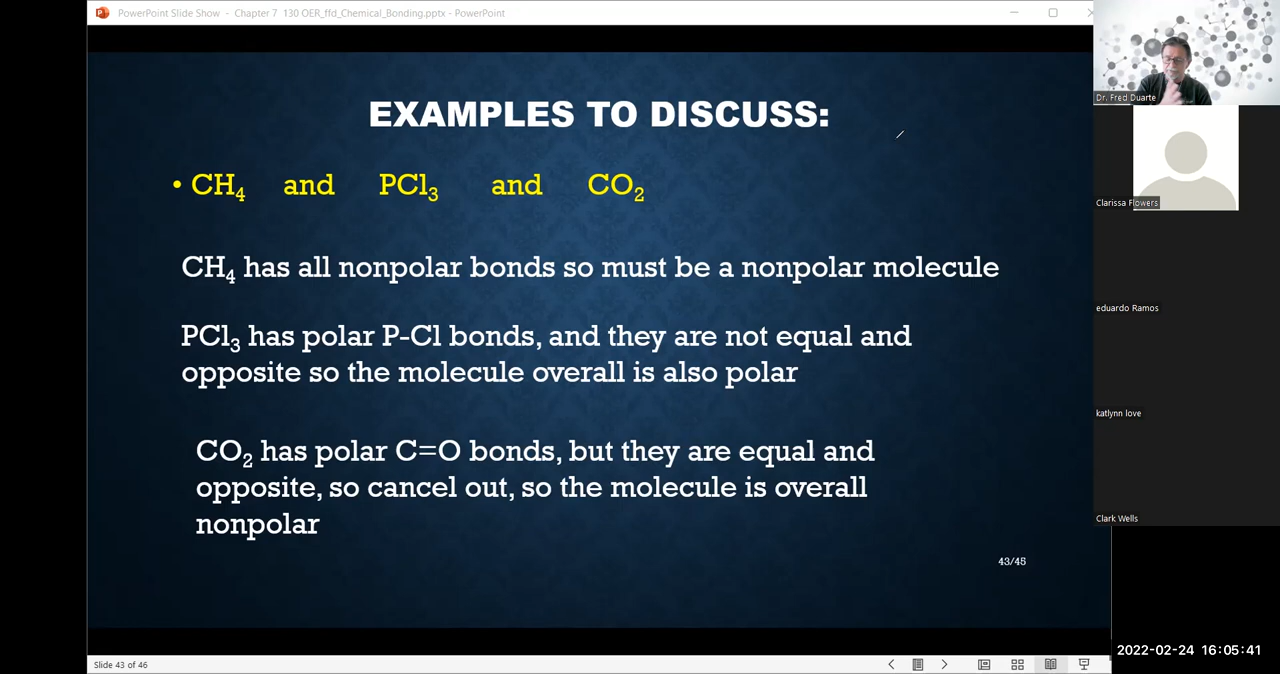 PowerPoint Slide Show - Chapter 7 130 OER_ffd_Chemical_Bonding.pptx - PowerPoint
EXAMPLES TO DISCUSS:
• CH₄ and PCl₃ and CO₂
CH₄ has all nonpolar bonds so must be a nonpolar molecule
PCl₃ has polar P-Cl bonds, and they are not equal and
opposite so the molecule overall is also polar
CO₂ has polar C=O bonds, but they are equal and
opposite, so cancel out, so the molecule is overall
nonpolar
43/45
Slide 43 of 46
Dr. Fred Duarte
Clarissa Flowers
eduardo Ramos
katlynn love
Clark Wells
2022-02-24 16:05:41